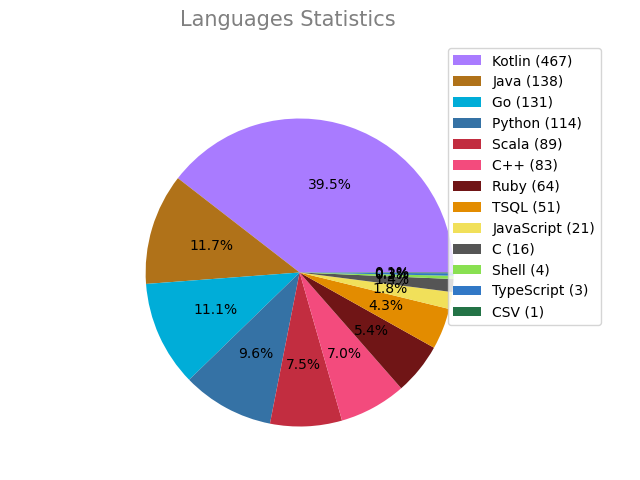 Languages Statistics
Kotlin (467)
Java (138)
Go (131)
Python (114)
Scala (89)
C++ (83)
Ruby (64)
TSQL (51)
JavaScript (21)
C (16)
Shell (4)
TypeScript (3)
CSV (1)
39.5%
11.7%
11.1%
9.6%
7.5%
7.0%
5.4%
4.3%
1.8%